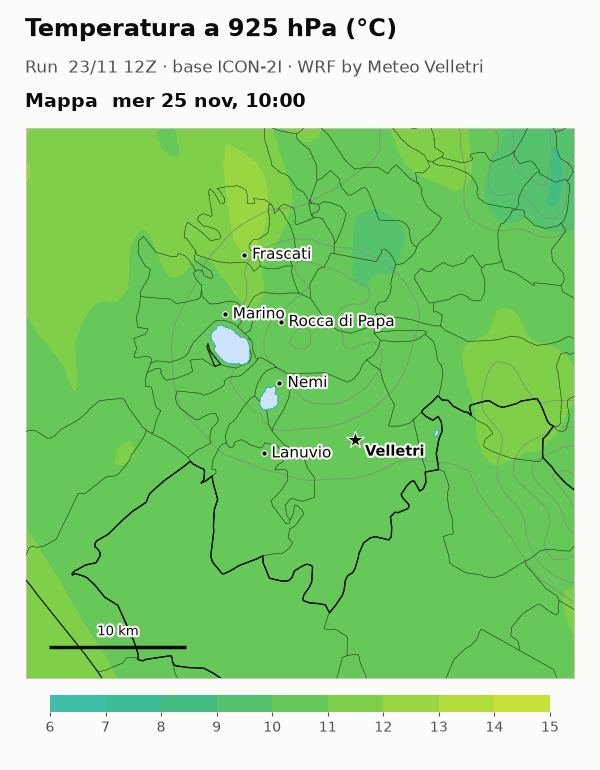 Temperatura a 925 hPa (°C)
Run  23/11 12Z · base ICON-2I · WRF by Meteo Velletri
Mappa  mer 25 nov, 10:00
Frascati
Marino
Rocca di Papa
Nemi
Velletri
Lanuvio
10 km
6 7 8 9 10 11 12 13 14 15